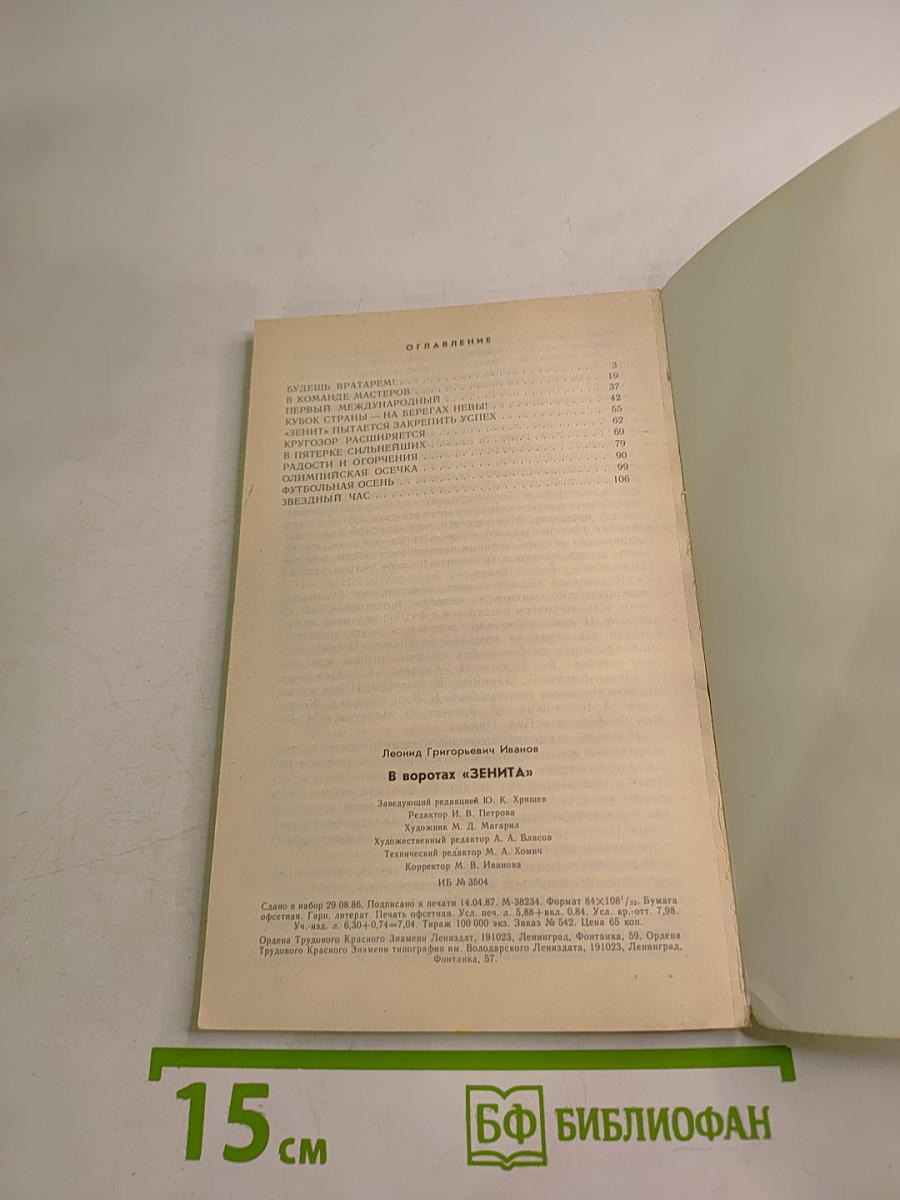 ОГЛАВЛЕНИЕ
БУДЕШЬ ВРАТАРЕМ! . . . . . . . . . . . . . . . . . . . . 3
В КОМАНДЕ МАСТЕРОВ . . . . . . . . . . . . . . . . . . . . 19
ПЕРВЫЙ МЕЖДУНАРОДНЫЙ . . . . . . . . . . . . . . . . . . . . 37
КУБОК СТРАНЫ — НА БЕРЕГАХ НЕВЫ! . . . . . . . . . . . . . . . 42
«ЗЕНИТ» ПЫТАЕТСЯ ЗАКРЕПИТЬ УСПЕХ . . . . . . . . . . . . . . . 55
КРУГОЗОР РАСШИРЯЕТСЯ . . . . . . . . . . . . . . . . . . . . 62
В ПЯТЕРКЕ СИЛЬНЕЙШИХ . . . . . . . . . . . . . . . . . . . . 69
РАДОСТИ И ОГОРЧЕНИЯ . . . . . . . . . . . . . . . . . . . . 79
ОЛИМПИЙСКАЯ ОСЕЧКА . . . . . . . . . . . . . . . . . . . . 90
ФУТБОЛЬНАЯ ОСЕНЬ . . . . . . . . . . . . . . . . . . . . 99
ЗВЕЗДНЫЙ ЧАС . . . . . . . . . . . . . . . . . . . . 106
Леонид Григорьевич Иванов
В воротах «ЗЕНИТА»
Заведующий редакцией Ю. К. Хрящев
Редактор И. В. Петрова
Художник М. Д. Магарил
Художественный редактор А. А. Власов
Технический редактор М. А. Хомич
Корректор М. В. Иванова
ИБ № 3504
Сдано в набор 29.08.86. Подписано к печати 14.04.87. М-38234. Формат 84×108¹/₃₂. Бумага
офсетная. Гарн. литерат. Печать офсетная. Усл. печ. л. 5,88+вкл. 0,84. Усл. кр.-отт. 7,98.
Уч.-изд. л. 6,30+0,74=7,04. Тираж 100 000 экз. Заказ № 542. Цена 65 коп.
Ордена Трудового Красного Знамени Лениздат, 191023, Ленинград, Фонтанка, 59. Ордена
Трудового Красного Знамени типография им. Володарского Лениздата, 191023, Ленинград,
Фонтанка, 57.
15 см
БФ БИБЛИОФАН